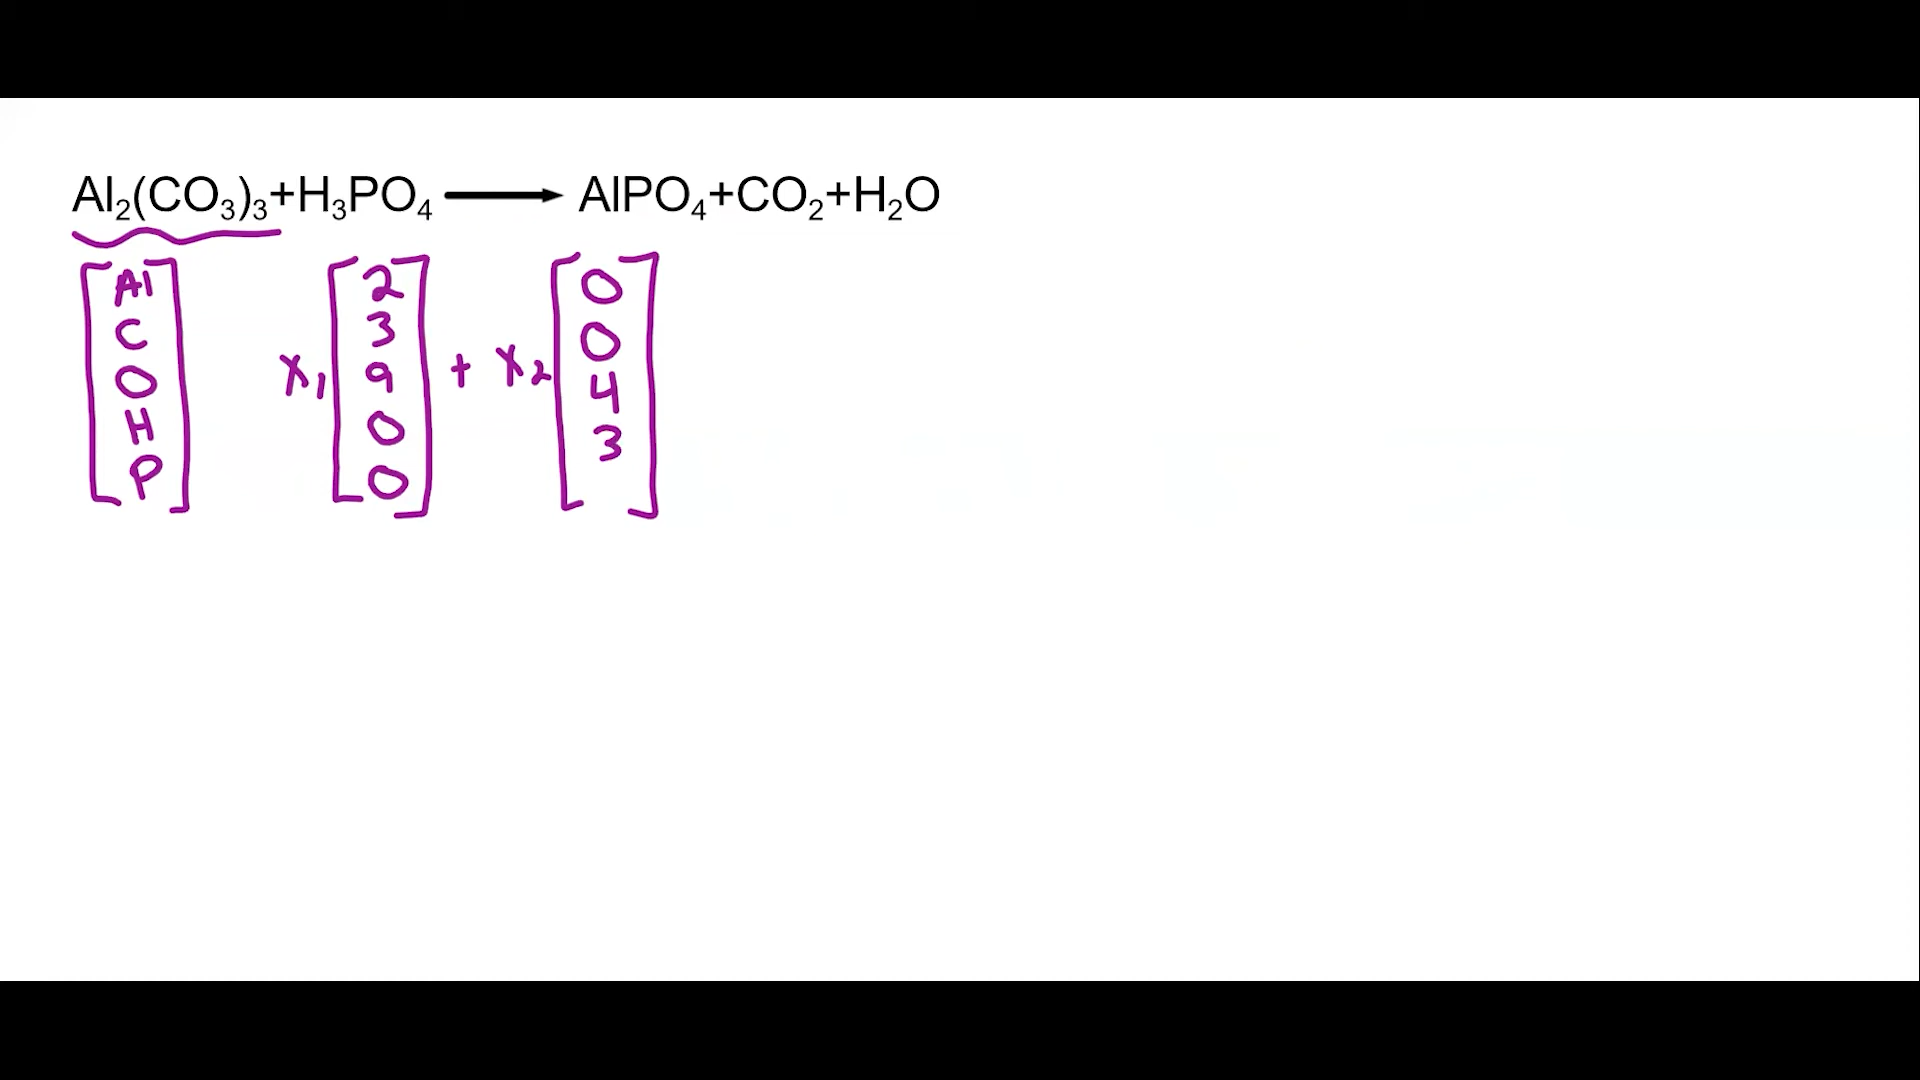 Al₂(CO₃)₃+H₃PO₄ ⟶ AlPO₄+CO₂+H₂O
[Al C O H P]
x₁ [2 3 9 0 0] + x₂ [0 0 4 3]